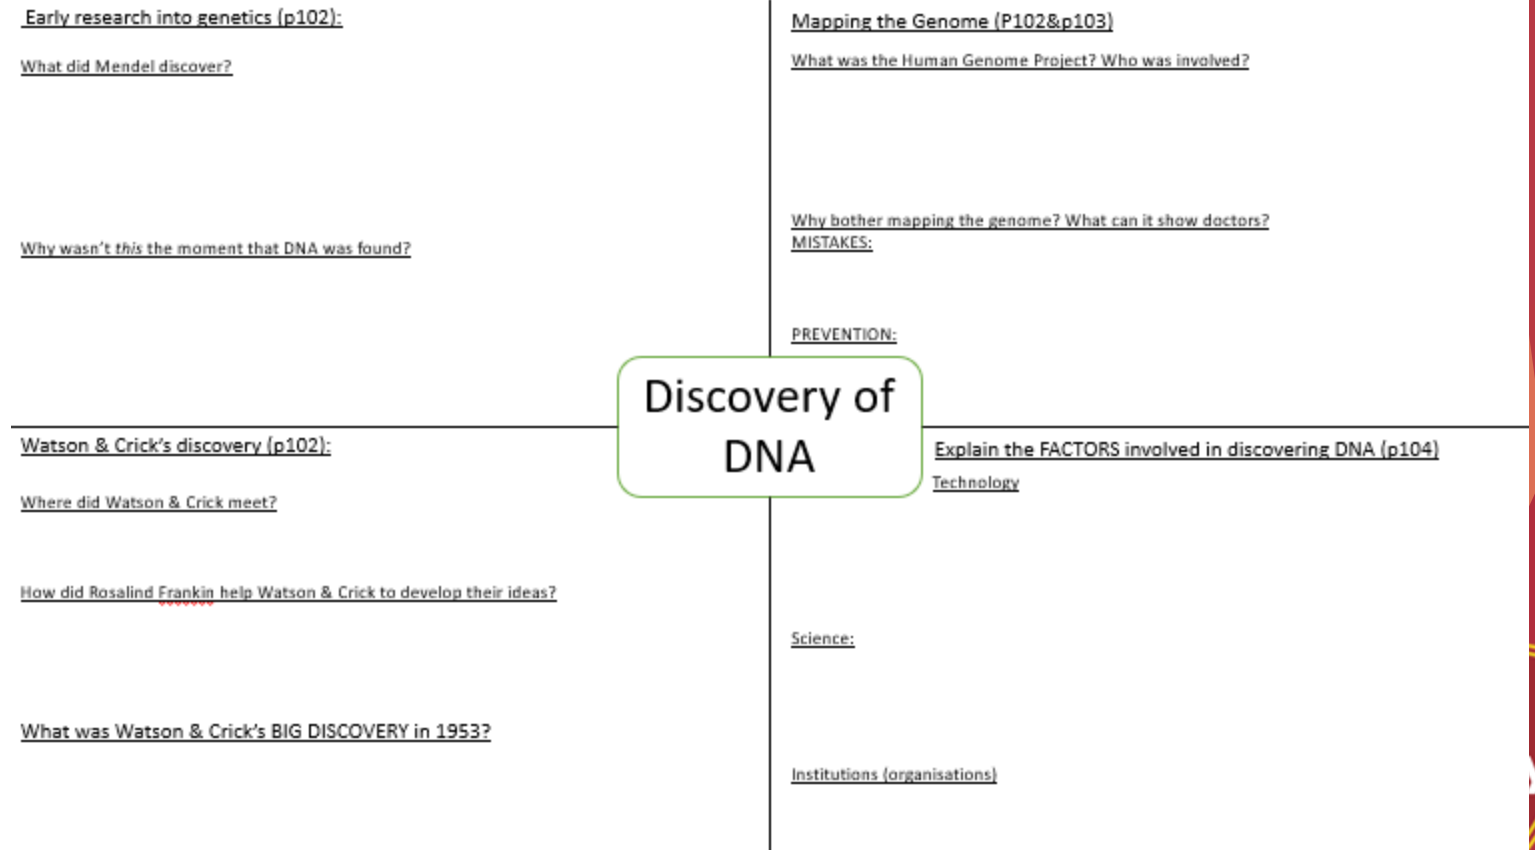 Early research into genetics (p102):
What did Mendel discover?
Why wasn't this the moment that DNA was found?
Mapping the Genome (P102&p103)
What was the Human Genome Project? Who was involved?
Why bother mapping the genome? What can it show doctors?
MISTAKES:
PREVENTION:
Discovery of
DNA
Watson & Crick's discovery (p102):
Where did Watson & Crick meet?
How did Rosalind Frankin help Watson & Crick to develop their ideas?
What was Watson & Crick's BIG DISCOVERY in 1953?
Explain the FACTORS involved in discovering DNA (p104)
Technology
Science:
Institutions (organisations)